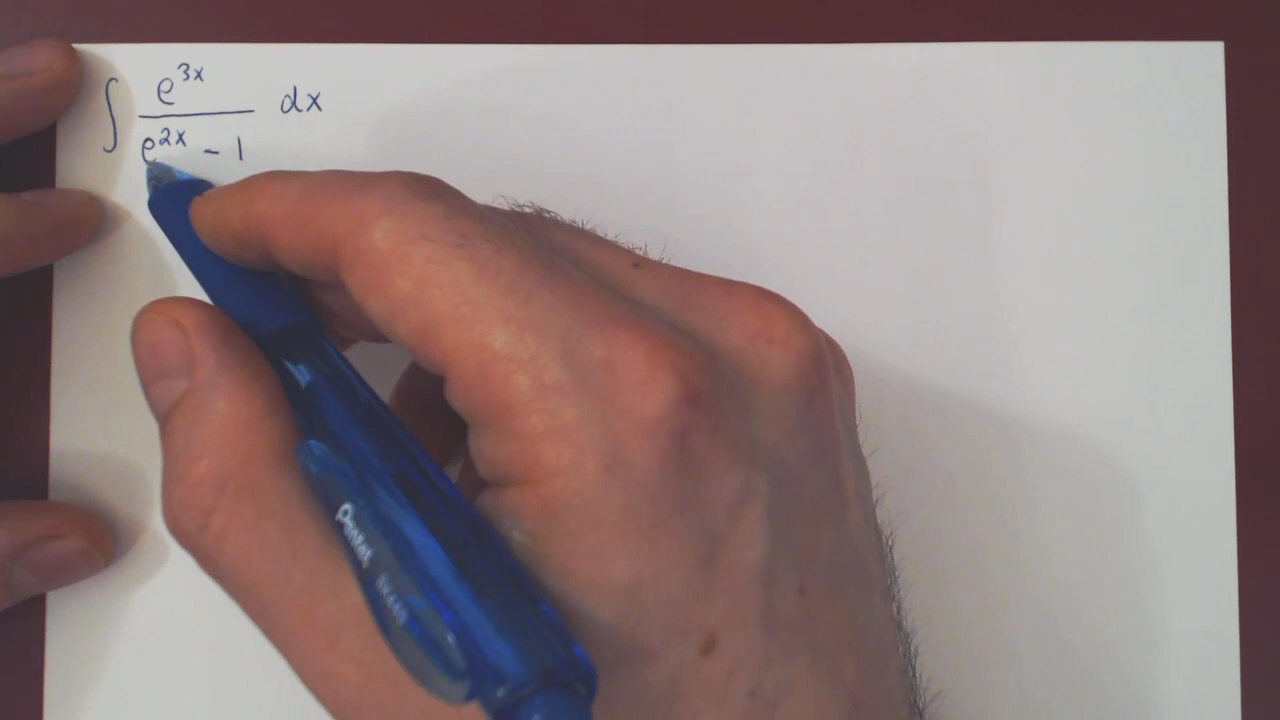 ∫ e^{3x} / (e^{2x} - 1) dx
Pentel